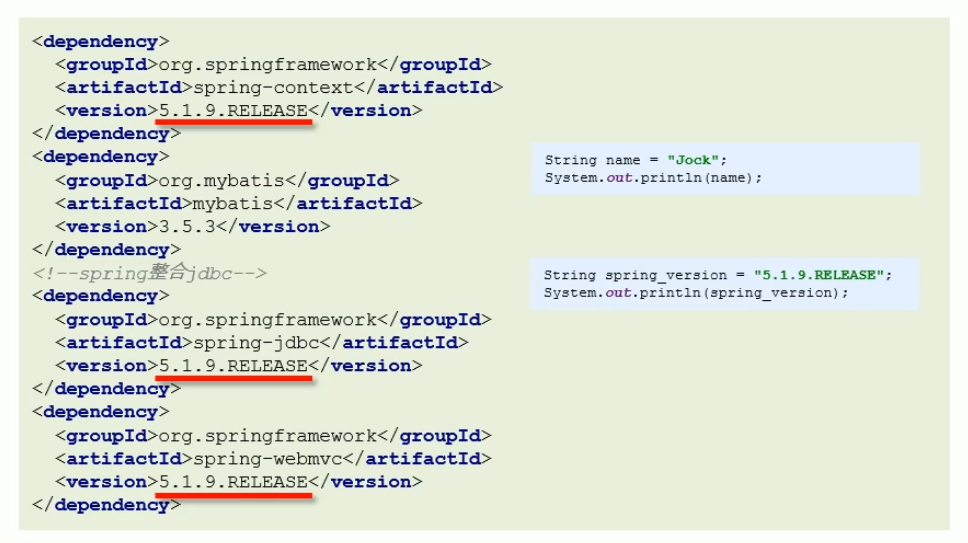 <dependency>
<groupId>org.springframework</groupId>
<artifactId>spring-context</artifactId>
<version>5.1.9.RELEASE</version>
</dependency>
<dependency>
<groupId>org.mybatis</groupId>
<artifactId>mybatis</artifactId>
<version>3.5.3</version>
</dependency>
<!--spring整合jdbc-->
<dependency>
<groupId>org.springframework</groupId>
<artifactId>spring-jdbc</artifactId>
<version>5.1.9.RELEASE</version>
</dependency>
<dependency>
<groupId>org.springframework</groupId>
<artifactId>spring-webmvc</artifactId>
<version>5.1.9.RELEASE</version>
</dependency>
String name = "Jock";
System.out.println(name);
String spring_version = "5.1.9.RELEASE";
System.out.println(spring_version);